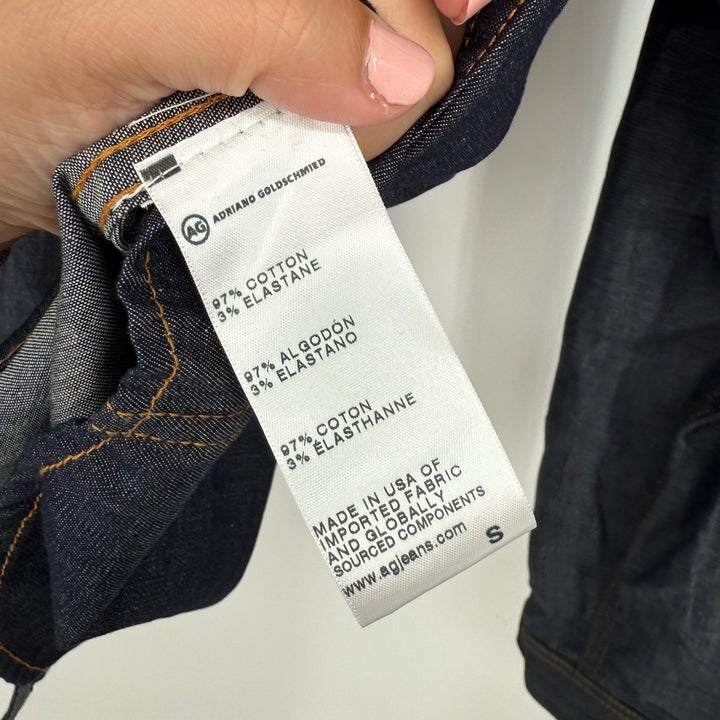 AG ADRIANO GOLDSCHMIED
97% COTTON
3% ELASTANE
97% ALGODÓN
3% ELASTANO
97% COTON
3% ÉLASTHANNE
MADE IN USA OF
IMPORTED FABRIC
AND GLOBALLY
SOURCED COMPONENTS
www.agjeans.com S